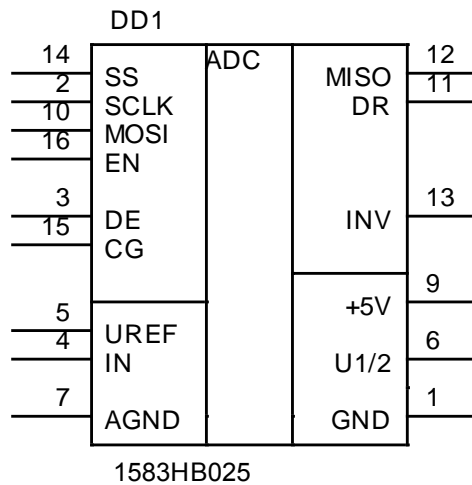 DD1
ADC
14 SS
2 SCLK
10 MOSI
16 EN
3 DE
15 CG
5 UREF
4 IN
7 AGND
MISO 12
DR 11
INV 13
+5V 9
U1/2 6
GND 1
1583HB025